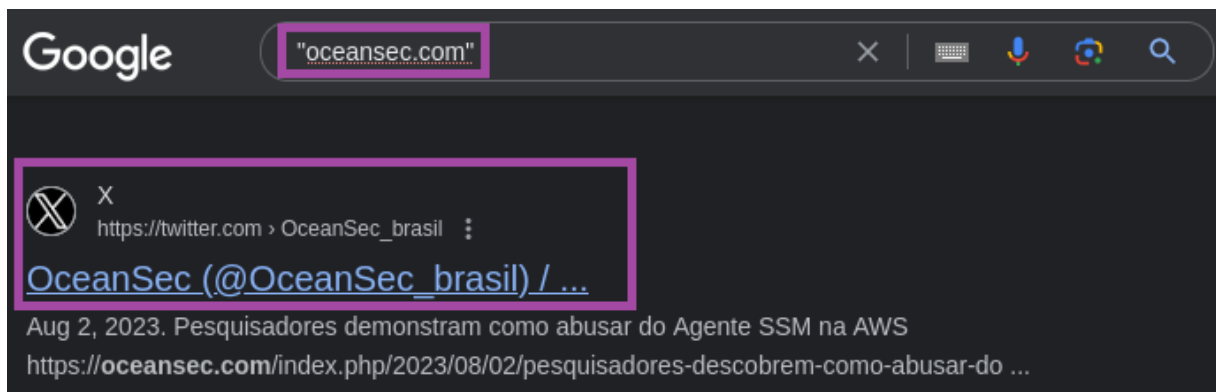 Google "oceansec.com"
X
https://twitter.com › OceanSec_brasil
OceanSec (@OceanSec_brasil) / ...
Aug 2, 2023. Pesquisadores demonstram como abusar do Agente SSM na AWS
https://oceansec.com/index.php/2023/08/02/pesquisadores-descobrem-como-abusar-do ...